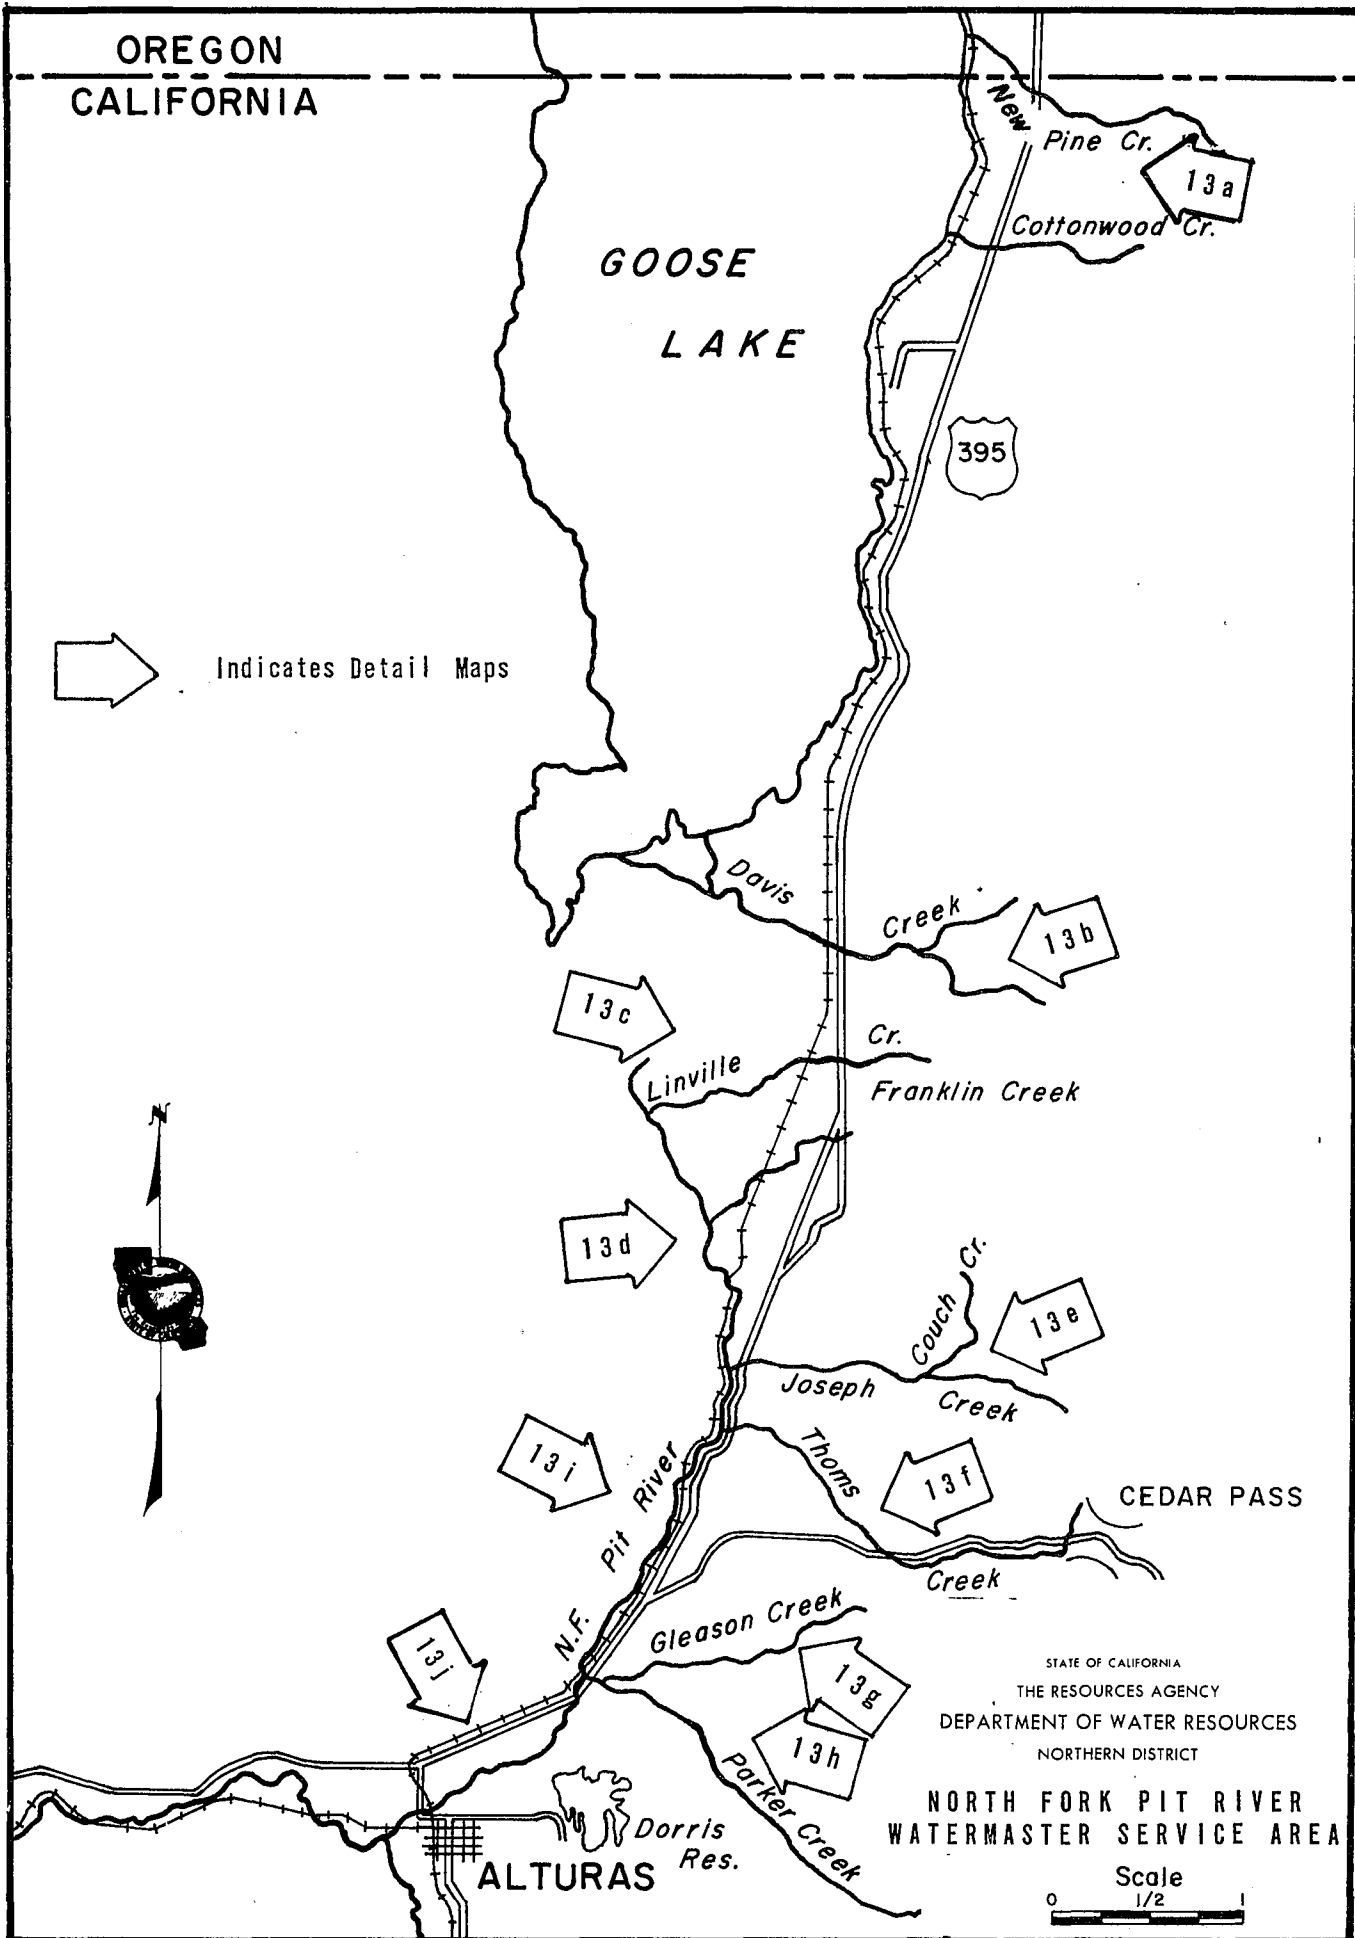 OREGON
CALIFORNIA
New
Pine Cr.
13a
Cottonwood Cr.
GOOSE
LAKE
395
Indicates Detail Maps
Davis
Creek
13b
13c
Linville
Cr.
Franklin Creek
N
13d
Couch Cr.
13e
Joseph
Creek
13i
N.F. Pit River
Thoms
13f
CEDAR PASS
Creek
Gleason Creek
13j
13g
13h
Parker Creek
STATE OF CALIFORNIA
THE RESOURCES AGENCY
DEPARTMENT OF WATER RESOURCES
NORTHERN DISTRICT
NORTH FORK PIT RIVER
WATERMASTER SERVICE AREA
Dorris
Res.
ALTURAS
Scale
0 1/2 1